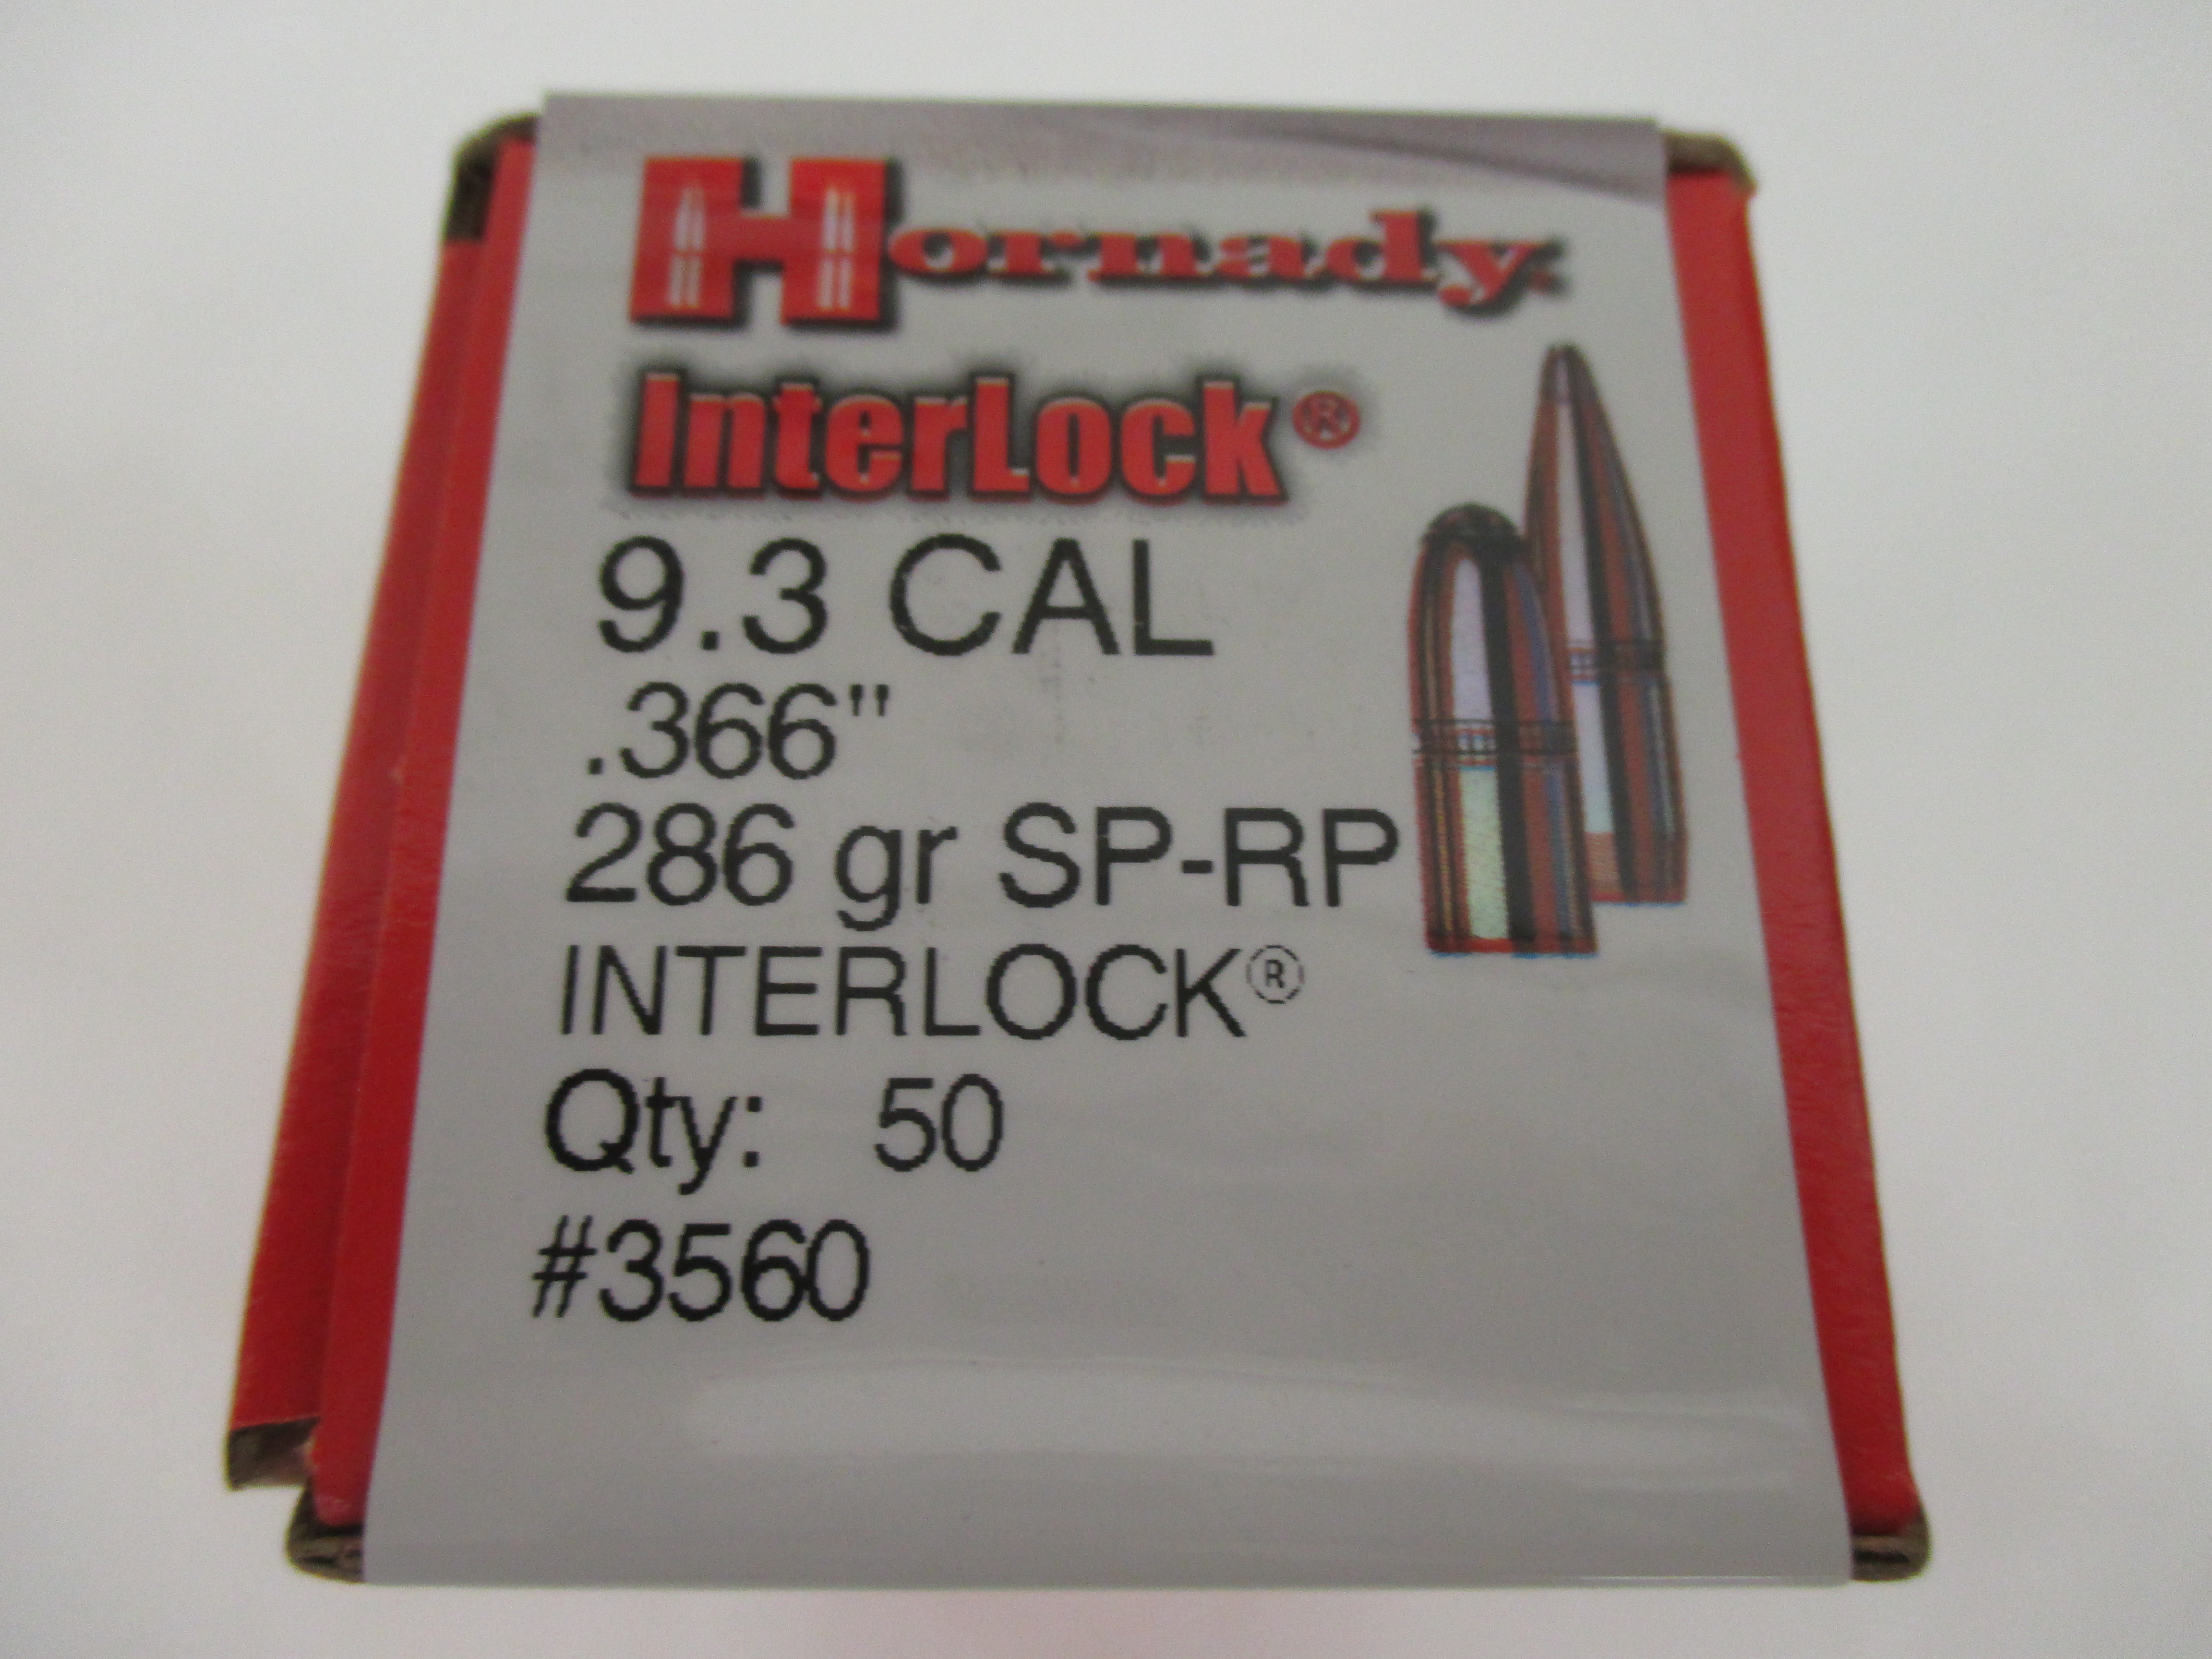 Hornady
InterLock®
9.3 CAL
.366"
286 gr SP-RP
INTERLOCK®
Qty: 50
#3560